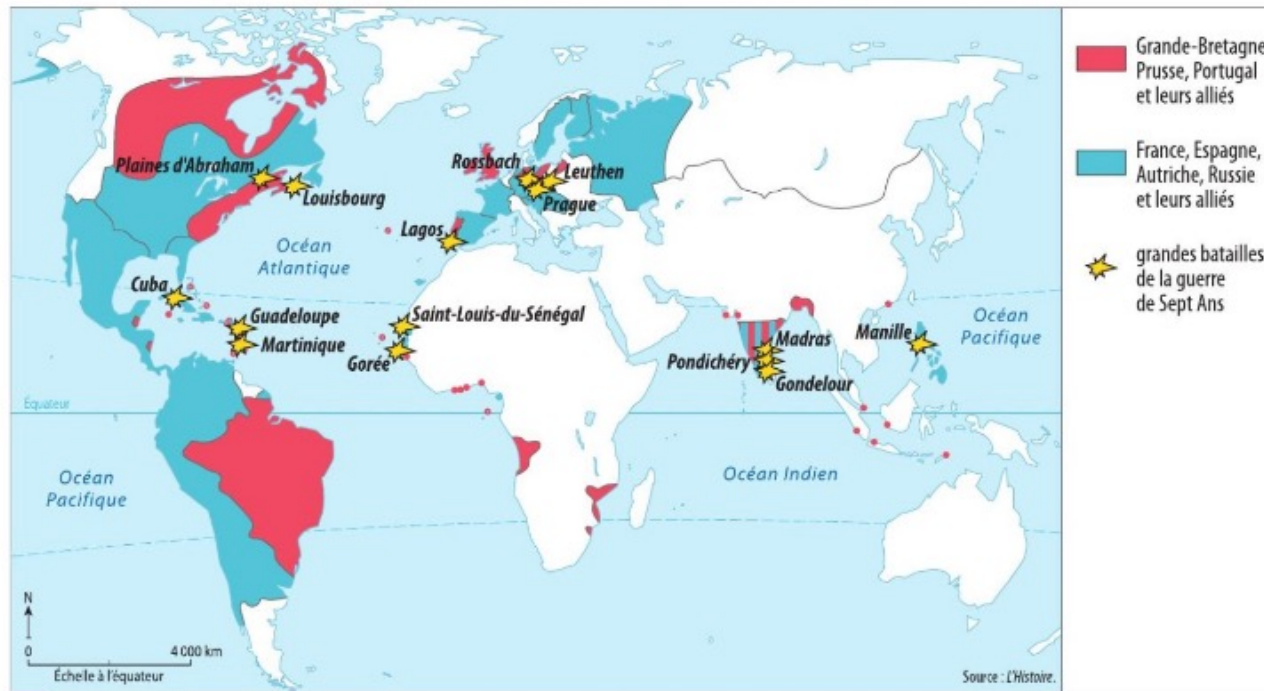 Plaines d'Abraham
Louisbourg
Rossbach
Leuthen
Prague
Lagos
Océan
Atlantique
Cuba
Guadeloupe
Martinique
Saint-Louis-du-Sénégal
Gorée
Madras
Pondichéry
Gondelour
Manille
Océan
Pacifique
Équateur
Océan
Pacifique
Océan Indien
N
0
4 000 km
Échelle à l'équateur
Source : L'Histoire.
Grande-Bretagne
Prusse, Portugal
et leurs alliés
France, Espagne,
Autriche, Russie
et leurs alliés
grandes batailles
de la guerre
de Sept Ans